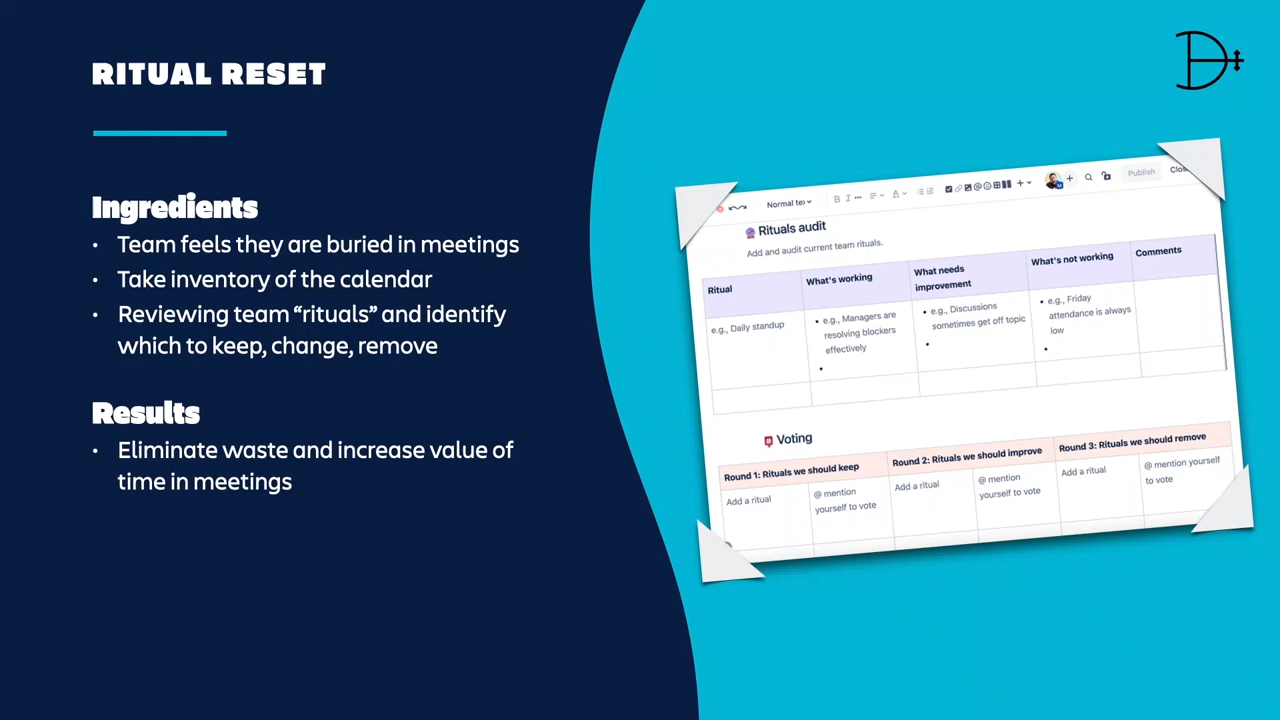 RITUAL RESET
Ingredients
• Team feels they are buried in meetings
• Take inventory of the calendar
• Reviewing team “rituals” and identify
which to keep, change, remove
Results
• Eliminate waste and increase value of
time in meetings
Normal te
B I
A
Publish
Clos
Rituals audit
Add and audit current team rituals.
Ritual
What's working
What needs
improvement
What's not working
Comments
e.g., Daily standup
• e.g., Managers are
resolving blockers
effectively
•
• e.g., Discussions
sometimes get off topic
•
• e.g., Friday
attendance is always
low
•
Voting
Round 1: Rituals we should keep
Round 2: Rituals we should improve
Round 3: Rituals we should remove
Add a ritual
@ mention
yourself to vote
Add a ritual
@ mention
yourself to vote
Add a ritual
@ mention yourself
to vote